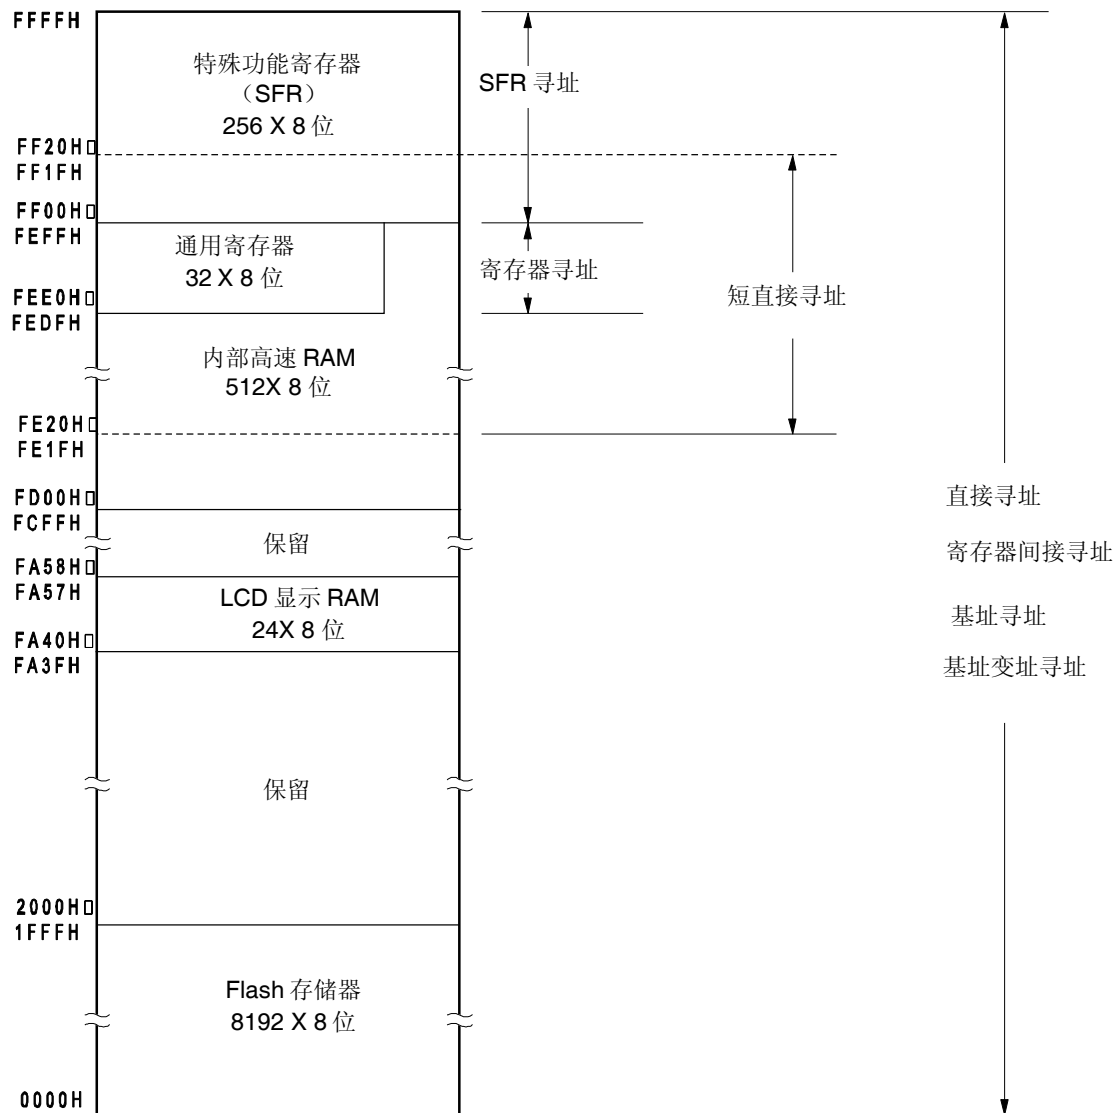 FFFFH
特殊功能寄存器
（SFR）
256 X 8 位
SFR 寻址
FF20H
FF1FH
FF00H
FEFFH
通用寄存器
32 X 8 位
寄存器寻址
短直接寻址
FEE0H
FEDFH
内部高速 RAM
512X 8 位
FE20H
FE1FH
FD00H
FCFFH
直接寻址
保留
寄存器间接寻址
FA58H
FA57H
LCD 显示 RAM
24X 8 位
基址寻址
FA40H
FA3FH
基址变址寻址
保留
2000H
1FFFH
Flash 存储器
8192 X 8 位
0000H